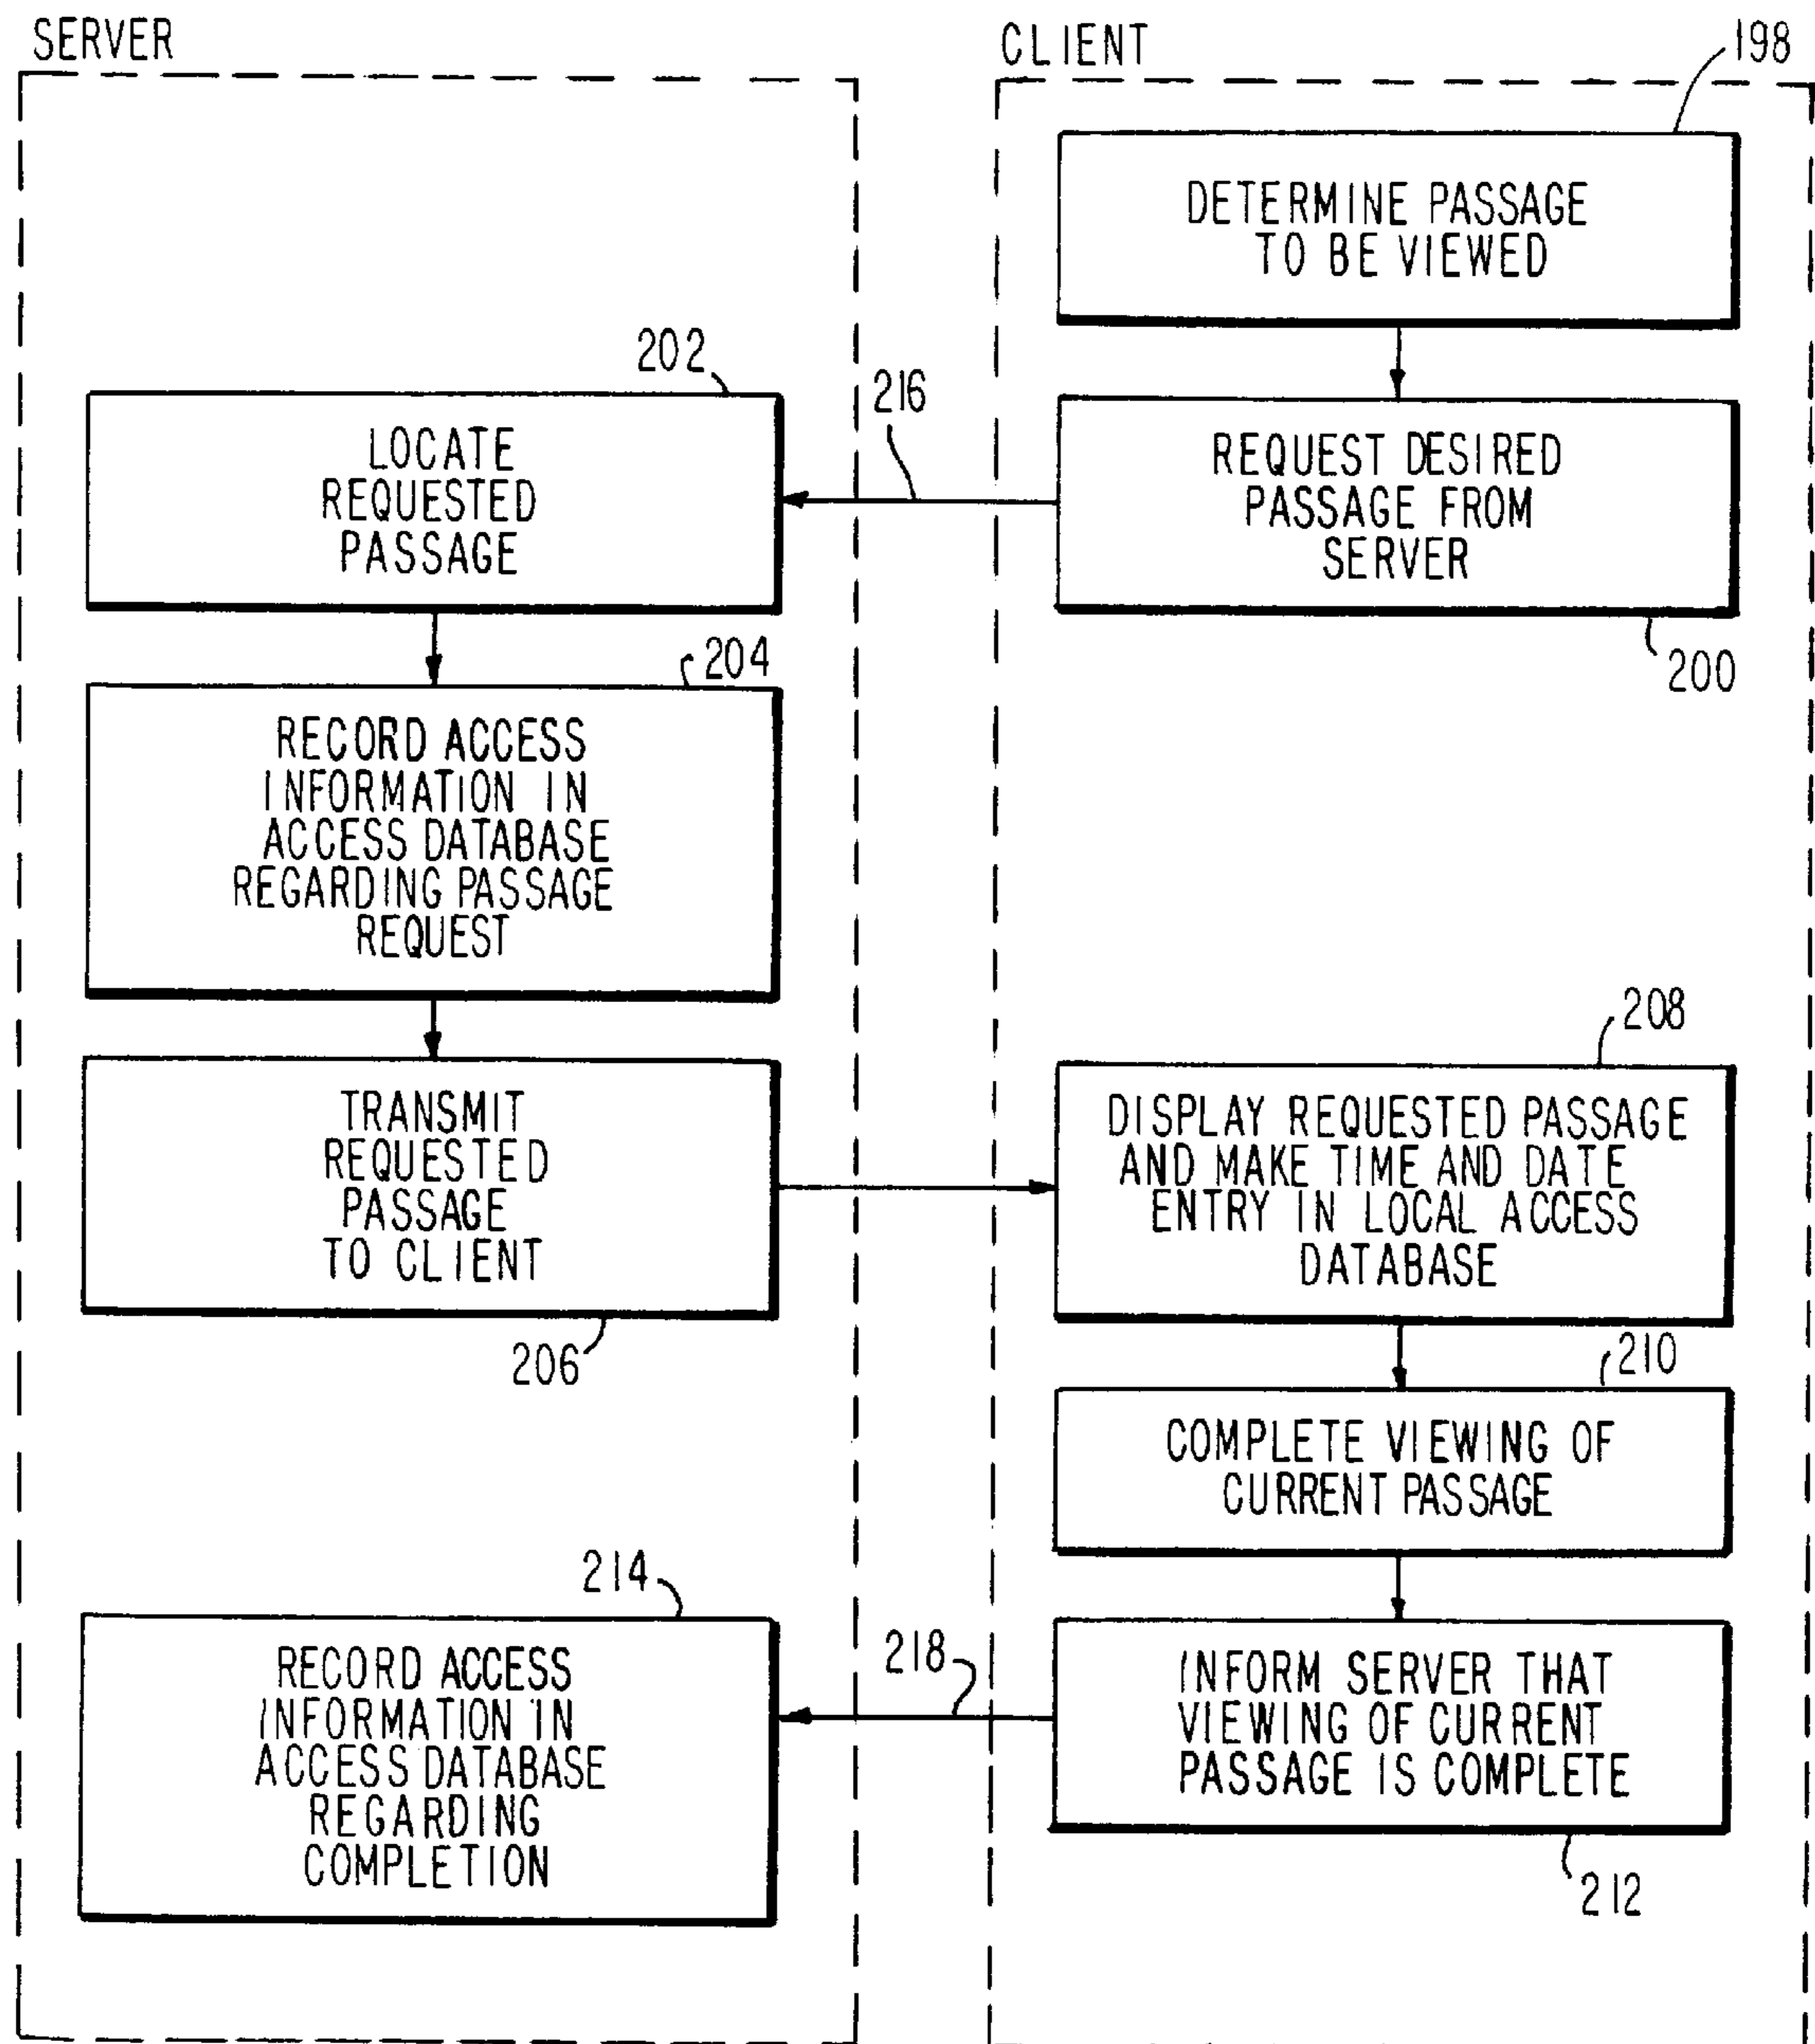 SERVER
CLIENT
198
DETERMINE PASSAGE
TO BE VIEWED
202
216
LOCATE
REQUESTED
PASSAGE
REQUEST DESIRED
PASSAGE FROM
SERVER
200
204
RECORD ACCESS
INFORMATION IN
ACCESS DATABASE
REGARDING PASSAGE
REQUEST
208
TRANSMIT
REQUESTED
PASSAGE
TO CLIENT
206
DISPLAY REQUESTED PASSAGE
AND MAKE TIME AND DATE
ENTRY IN LOCAL ACCESS
DATABASE
210
COMPLETE VIEWING OF
CURRENT PASSAGE
214
218
RECORD ACCESS
INFORMATION IN
ACCESS DATABASE
REGARDING
COMPLETION
INFORM SERVER THAT
VIEWING OF CURRENT
PASSAGE IS COMPLETE
212